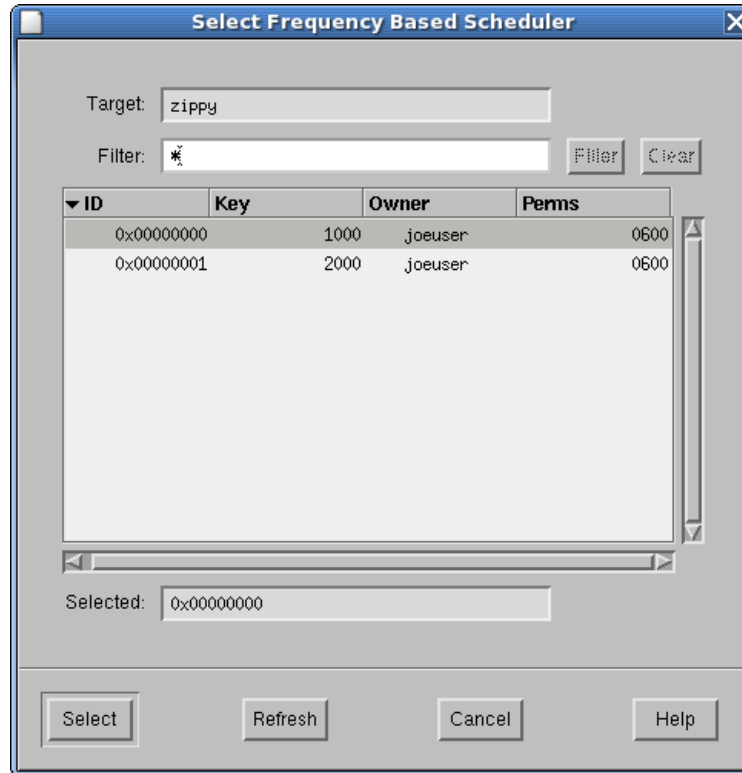 Select Frequency Based Scheduler
Target: zippy
Filter: * Filter Clear
ID Key Owner Perms
0x00000000 1000 joeuser 0600
0x00000001 2000 joeuser 0600
Selected: 0x00000000
Select Refresh Cancel Help